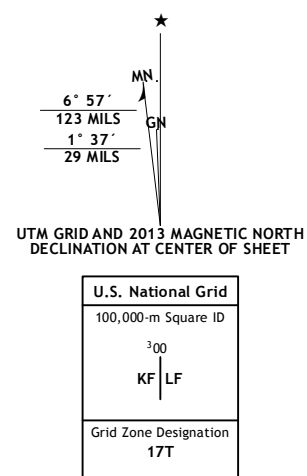 ★
MN
6° 57´
123 MILS
GN
1° 37´
29 MILS
UTM GRID AND 2013 MAGNETIC NORTH
DECLINATION AT CENTER OF SHEET
U.S. National Grid
100,000-m Square ID
³00
KF LF
Grid Zone Designation
17T